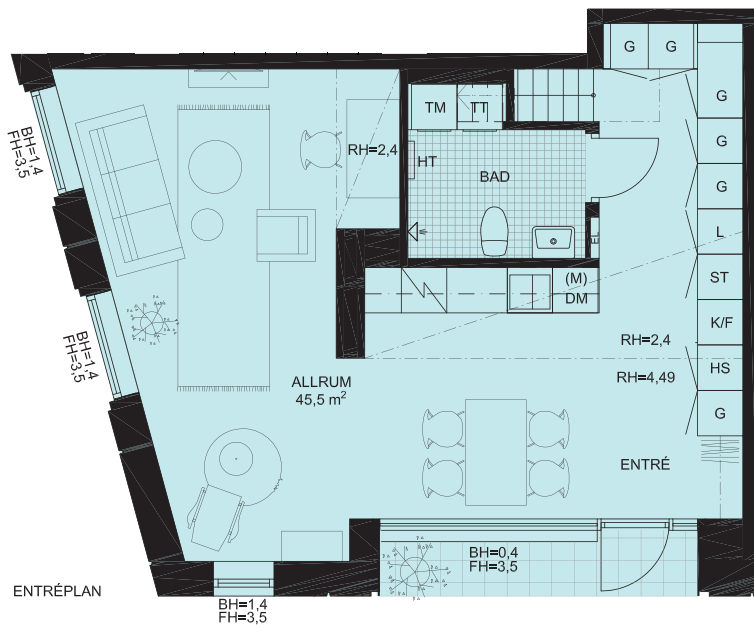 G G
G
BH=1,4
FH=3,5
TM TT
G
RH=2,4
HT
BAD
G
L
EL
ST
(M)
DM
K/F
BH=1,4
FH=3,5
RH=2,4
HS
RH=4,49
ALLRUM
45,5 m²
G
ENTRÉ
BH=0,4
FH=3,5
ENTRÉPLAN
BH=1,4
FH=3,5